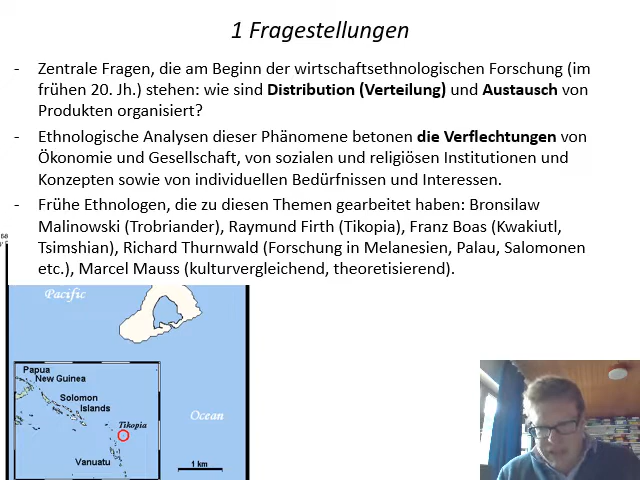 1 Fragestellungen
- Zentrale Fragen, die am Beginn der wirtschaftsethnologischen Forschung (im
frühen 20. Jh.) stehen: wie sind Distribution (Verteilung) und Austausch von
Produkten organisiert?
- Ethnologische Analysen dieser Phänomene betonen die Verflechtungen von
Ökonomie und Gesellschaft, von sozialen und religiösen Institutionen und
Konzepten sowie von individuellen Bedürfnissen und Interessen.
- Frühe Ethnologen, die zu diesen Themen gearbeitet haben: Bronsilaw
Malinowski (Trobriander), Raymund Firth (Tikopia), Franz Boas (Kwakiutl,
Tsimshian), Richard Thurnwald (Forschung in Melanesien, Palau, Salomonen
etc.), Marcel Mauss (kulturvergleichend, theoretisierend).
Pacific
Papua
New Guinea
Solomon
Islands
Tikopia
Ocean
Vanuatu
1 km